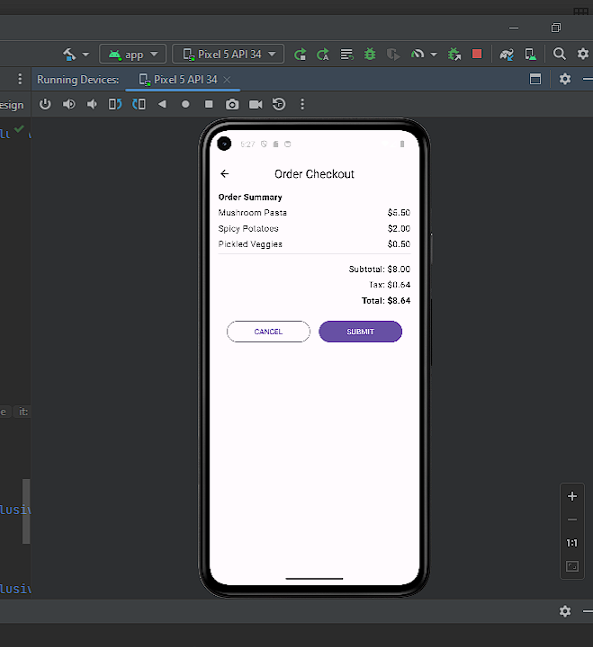 app
Pixel 5 API 34
Running Devices:
Pixel 5 API 34
esign
5:27
Order Checkout
Order Summary
Mushroom Pasta $5.50
Spicy Potatoes $2.00
Pickled Veggies $0.50
Subtotal: $8.00
Tax: $0.64
Total: $8.64
CANCEL SUBMIT
e it:
lusiv
1:1
lusiv